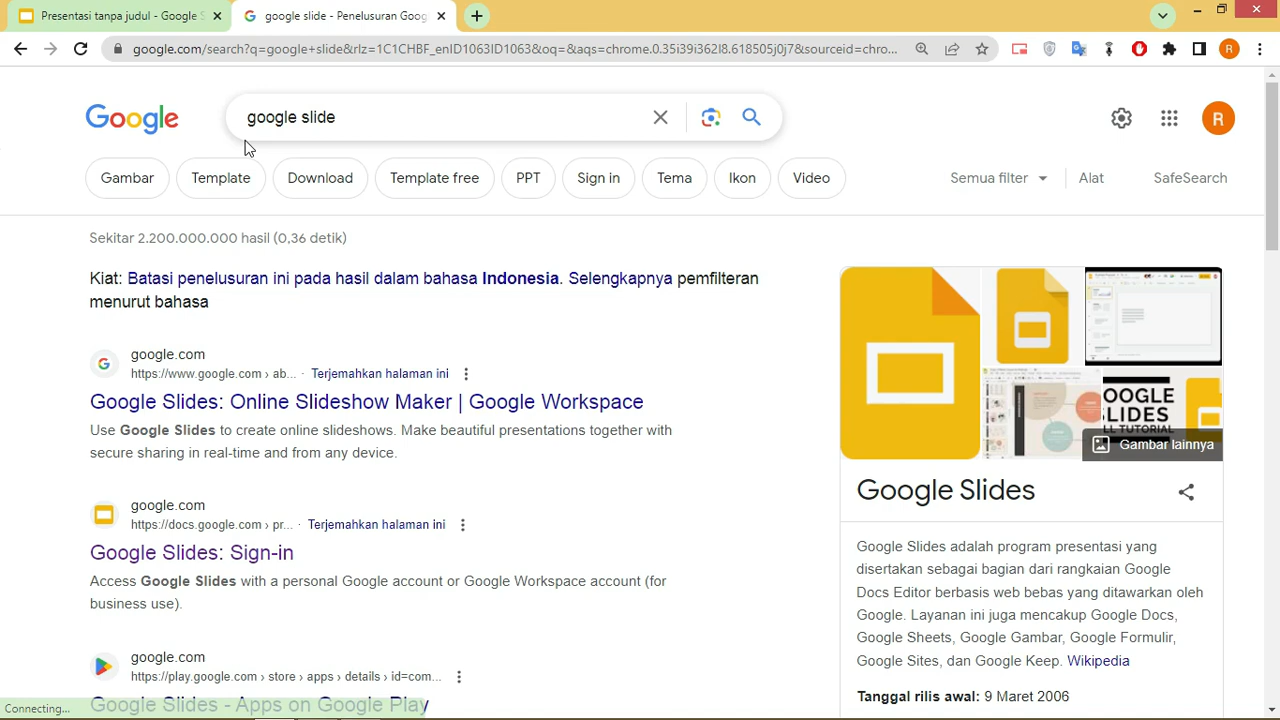 Presentasi tanpa judul - Google S
google slide - Penelusuran Goog
google.com/search?q=google+slide&rlz=1C1CHBF_enID1063ID1063&oq=&aqs=chrome.0.35i39i362l8.618505j0j7&sourceid=chro...
R
Google
google slide
R
Gambar
Template
Download
Template free
PPT
Sign in
Tema
Ikon
Video
Semua filter
Alat
SafeSearch
Sekitar 2.200.000.000 hasil (0,36 detik)
Kiat: Batasi penelusuran ini pada hasil dalam bahasa Indonesia. Selengkapnya pemfilteran
menurut bahasa
google.com
https://www.google.com › ab... · Terjemahkan halaman ini
Google Slides: Online Slideshow Maker | Google Workspace
Use Google Slides to create online slideshows. Make beautiful presentations together with
secure sharing in real-time and from any device.
google.com
https://docs.google.com › pr... · Terjemahkan halaman ini
Google Slides: Sign-in
Access Google Slides with a personal Google account or Google Workspace account (for
business use).
google.com
https://play.google.com › store › apps › details › id=com...
Google Slides - Apps on Google Play
OOGLE
SLIDES
LL TUTORIAL
Gambar lainnya
Google Slides
Google Slides adalah program presentasi yang
disertakan sebagai bagian dari rangkaian Google
Docs Editor berbasis web bebas yang ditawarkan oleh
Google. Layanan ini juga mencakup Google Docs,
Google Sheets, Google Gambar, Google Formulir,
Google Sites, dan Google Keep. Wikipedia
Tanggal rilis awal: 9 Maret 2006
Connecting...